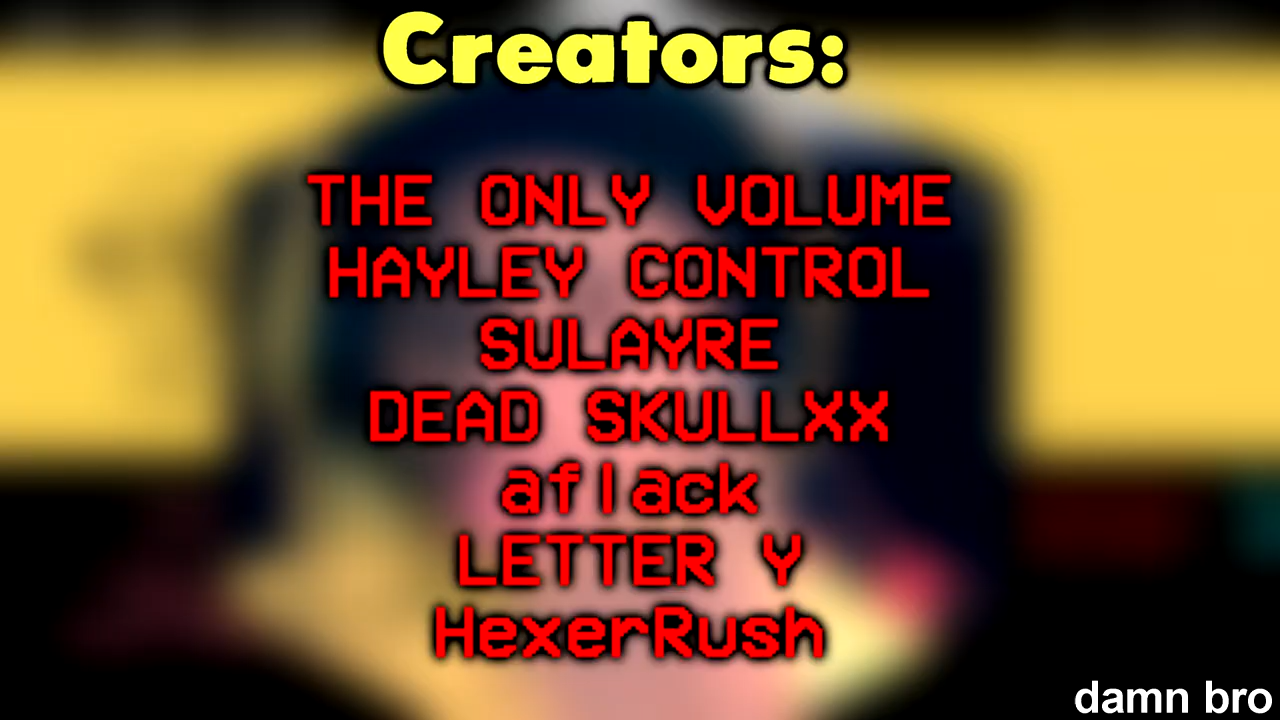 Creators:
THE ONLY VOLUME
HAYLEY CONTROL
SULAYRE
DEAD SKULLXX
aflack
LETTER Y
HexerRush
damn bro